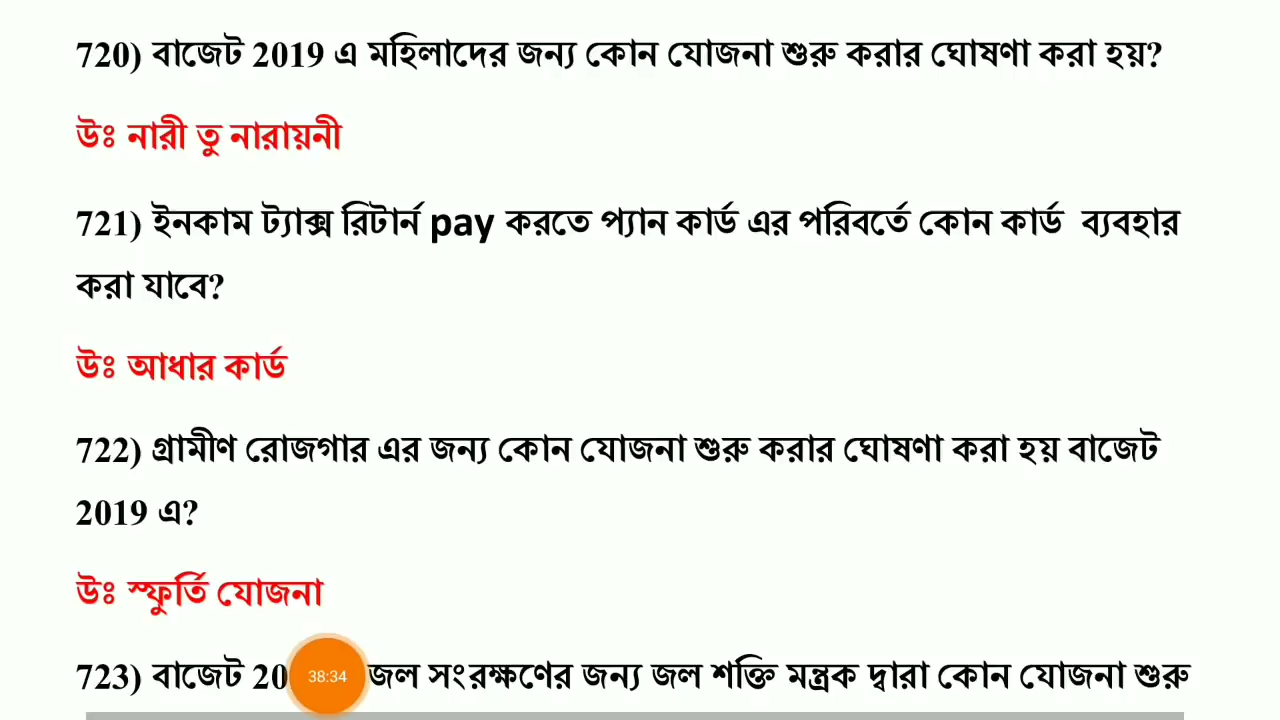 720) বাজেট 2019 এ মহিলাদের জন্য কোন যোজনা শুরু করার ঘোষণা করা হয়?
উঃ নারী তু নারায়নী
721) ইনকাম ট্যাক্স রিটার্ন pay করতে প্যান কার্ড এর পরিবর্তে কোন কার্ড ব্যবহার
করা যাবে?
উঃ আধার কার্ড
722) গ্রামীণ রোজগার এর জন্য কোন যোজনা শুরু করার ঘোষণা করা হয় বাজেট
2019 এ?
উঃ স্ফুর্তি যোজনা
723) বাজেট 20 38:34 জল সংরক্ষণের জন্য জল শক্তি মন্ত্রক দ্বারা কোন যোজনা শুরু